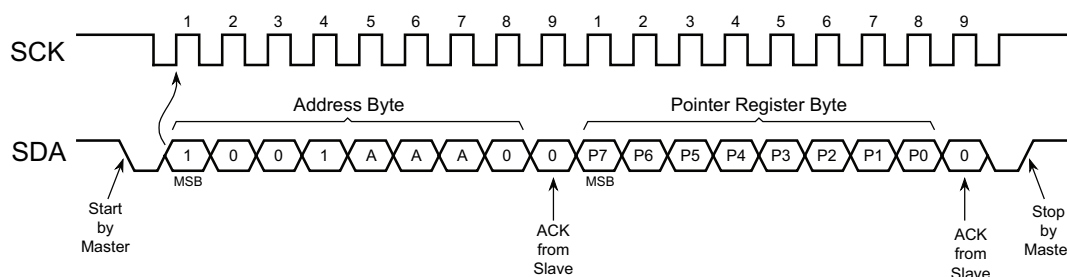 1 2 3 4 5 6 7 8 9 1 2 3 4 5 6 7 8 9
SCK
Address Byte Pointer Register Byte
SDA 1 0 0 1 A A A 0 0 P7 P6 P5 P4 P3 P2 P1 P0 0
MSB MSB
Start
by
Master
ACK
from
Slave
ACK
from
Slave
Stop
by
Master